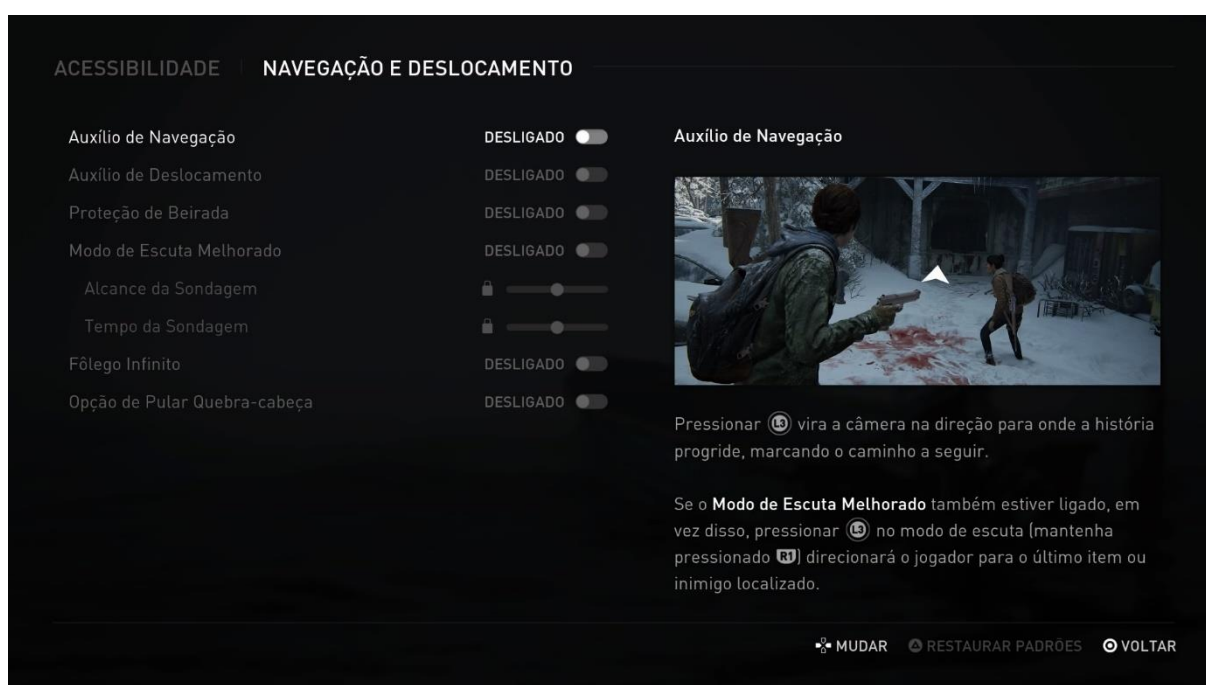 ACESSIBILIDADE | NAVEGAÇÃO E DESLOCAMENTO
Auxílio de Navegação DESLIGADO
Auxílio de Deslocamento DESLIGADO
Proteção de Beirada DESLIGADO
Modo de Escuta Melhorado DESLIGADO
Alcance da Sondagem
Tempo da Sondagem
Fôlego Infinito DESLIGADO
Opção de Pular Quebra-cabeça DESLIGADO
Auxílio de Navegação
Pressionar L3 vira a câmera na direção para onde a história
progride, marcando o caminho a seguir.
Se o Modo de Escuta Melhorado também estiver ligado, em
vez disso, pressionar L3 no modo de escuta (mantenha
pressionado R1) direcionará o jogador para o último item ou
inimigo localizado.
MUDAR RESTAURAR PADRÕES VOLTAR